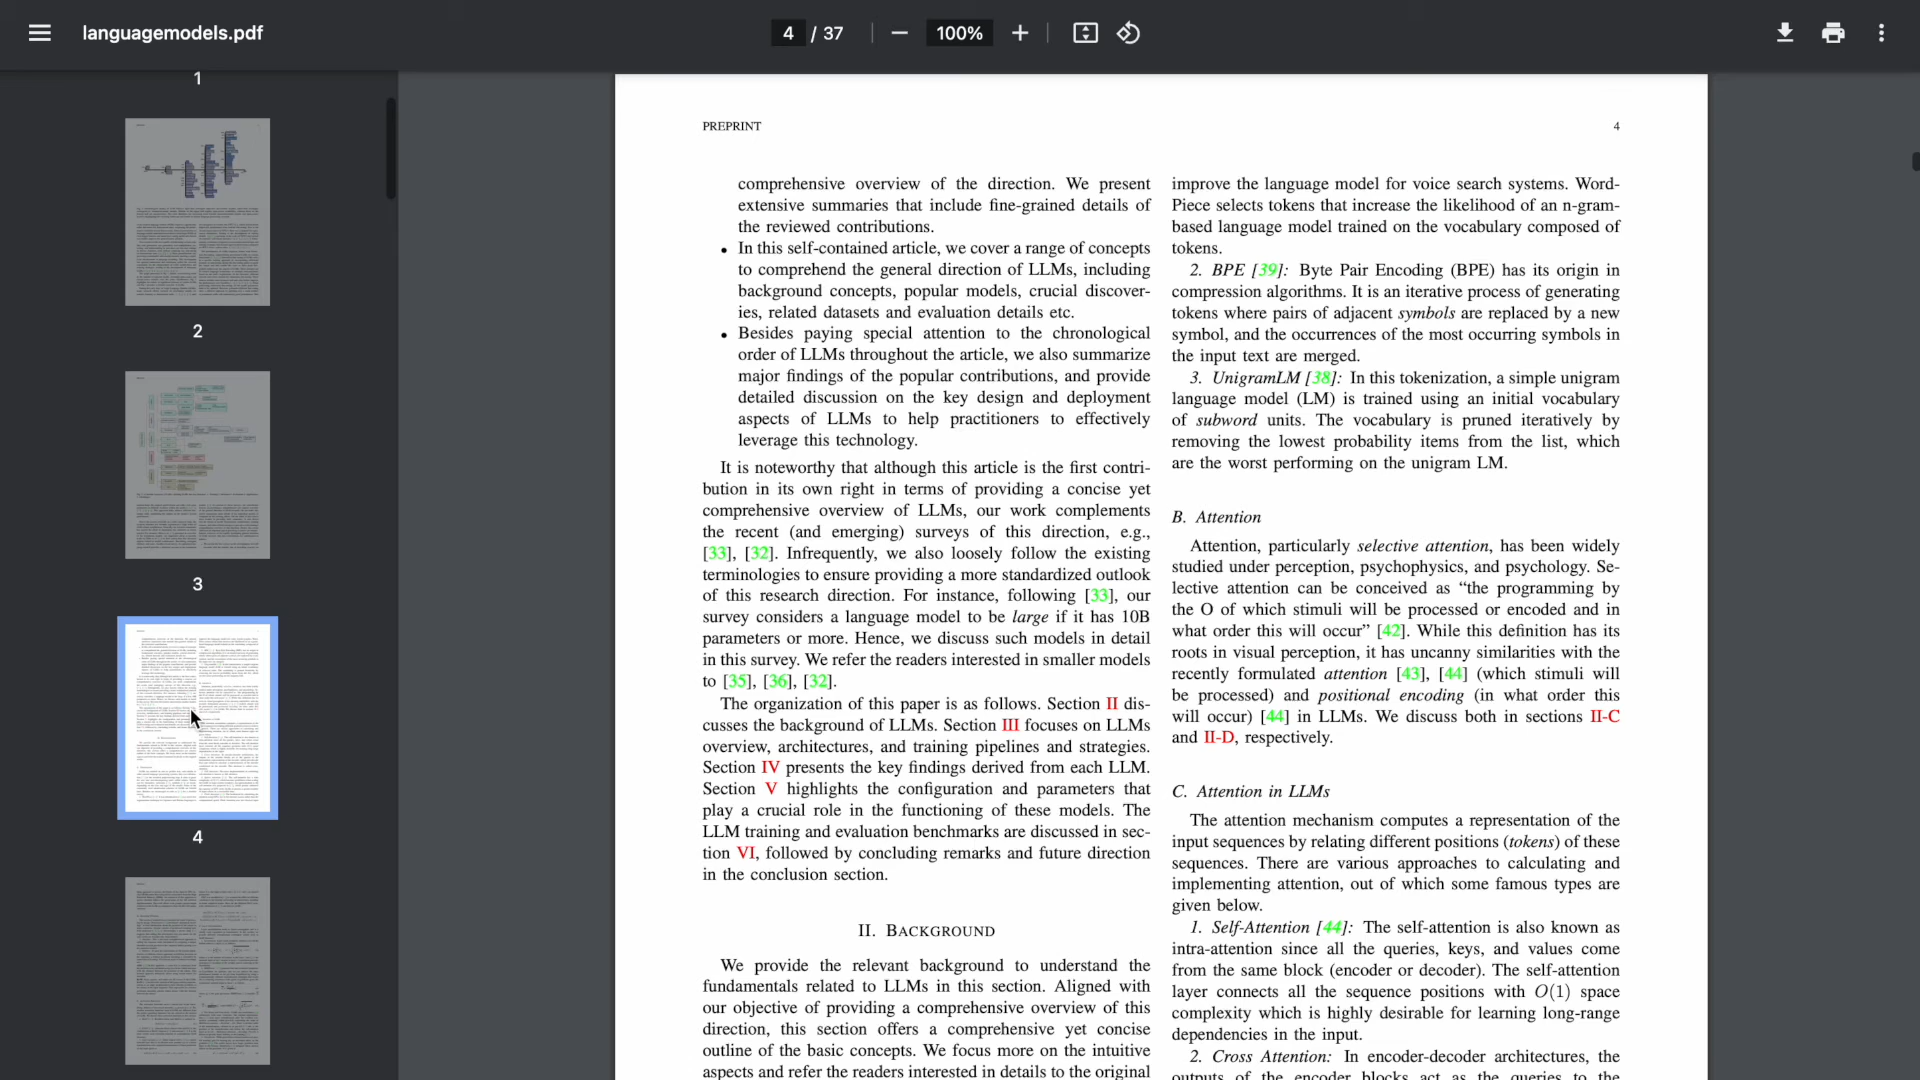 languagemodels.pdf
4 / 37
100%
1
2
3
4
PREPRINT
4
comprehensive overview of the direction. We present
extensive summaries that include fine-grained details of
the reviewed contributions.
• In this self-contained article, we cover a range of concepts
to comprehend the general direction of LLMs, including
background concepts, popular models, crucial discover-
ies, related datasets and evaluation details etc.
• Besides paying special attention to the chronological
order of LLMs throughout the article, we also summarize
major findings of the popular contributions, and provide
detailed discussion on the key design and deployment
aspects of LLMs to help practitioners to effectively
leverage this technology.
It is noteworthy that although this article is the first contri-
bution in its own right in terms of providing a concise yet
comprehensive overview of LLMs, our work complements
the recent (and emerging) surveys of this direction, e.g.,
[33], [32]. Infrequently, we also loosely follow the existing
terminologies to ensure providing a more standardized outlook
of this research direction. For instance, following [33], our
survey considers a language model to be large if it has 10B
parameters or more. Hence, we discuss such models in detail
in this survey. We refer the readers interested in smaller models
to [35], [36], [32].
The organization of this paper is as follows. Section II dis-
cusses the background of LLMs. Section III focuses on LLMs
overview, architectures, and training pipelines and strategies.
Section IV presents the key findings derived from each LLM.
Section V highlights the configuration and parameters that
play a crucial role in the functioning of these models. The
LLM training and evaluation benchmarks are discussed in sec-
tion VI, followed by concluding remarks and future direction
in the conclusion section.
II. BACKGROUND
We provide the relevant background to understand the
fundamentals related to LLMs in this section. Aligned with
our objective of providing a comprehensive overview of this
direction, this section offers a comprehensive yet concise
outline of the basic concepts. We focus more on the intuitive
aspects and refer the readers interested in details to the original
improve the language model for voice search systems. Word-
Piece selects tokens that increase the likelihood of an n-gram-
based language model trained on the vocabulary composed of
tokens.
2. BPE [39]: Byte Pair Encoding (BPE) has its origin in
compression algorithms. It is an iterative process of generating
tokens where pairs of adjacent symbols are replaced by a new
symbol, and the occurrences of the most occurring symbols in
the input text are merged.
3. UnigramLM [38]: In this tokenization, a simple unigram
language model (LM) is trained using an initial vocabulary
of subword units. The vocabulary is pruned iteratively by
removing the lowest probability items from the list, which
are the worst performing on the unigram LM.
B. Attention
Attention, particularly selective attention, has been widely
studied under perception, psychophysics, and psychology. Se-
lective attention can be conceived as “the programming by
the O of which stimuli will be processed or encoded and in
what order this will occur” [42]. While this definition has its
roots in visual perception, it has uncanny similarities with the
recently formulated attention [43], [44] (which stimuli will
be processed) and positional encoding (in what order this
will occur) [44] in LLMs. We discuss both in sections II-C
and II-D, respectively.
C. Attention in LLMs
The attention mechanism computes a representation of the
input sequences by relating different positions (tokens) of these
sequences. There are various approaches to calculating and
implementing attention, out of which some famous types are
given below.
1. Self-Attention [44]: The self-attention is also known as
intra-attention since all the queries, keys, and values come
from the same block (encoder or decoder). The self-attention
layer connects all the sequence positions with O(1) space
complexity which is highly desirable for learning long-range
dependencies in the input.
2. Cross Attention: In encoder-decoder architectures, the
outputs of the encoder blocks act as the queries to the